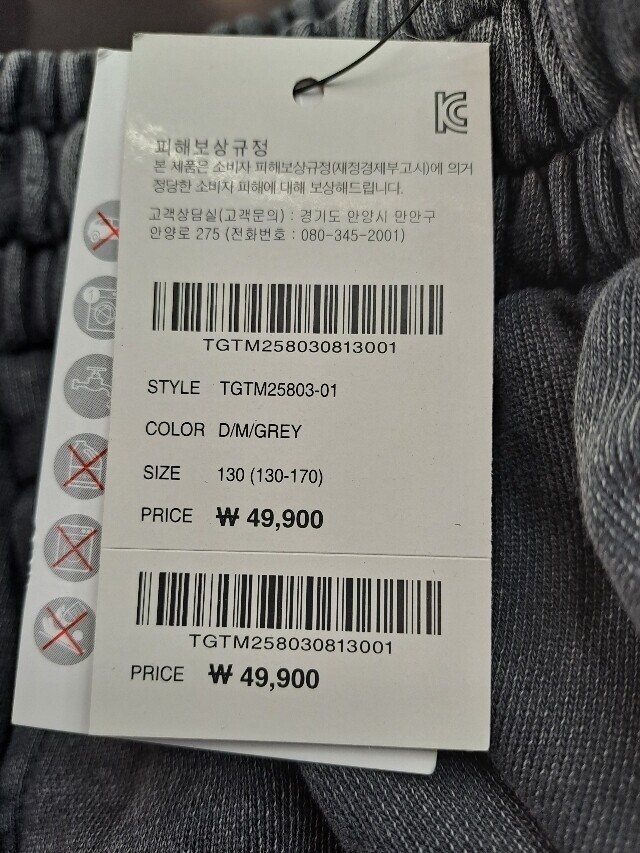 피해보상규정
본 제품은 소비자 피해보상규정(재정경제부고시)에 의거
정당한 소비자 피해에 대해 보상해드립니다.
고객상담실(고객문의) : 경기도 안양시 만안구
안양로 275 (전화번호 : 080-345-2001)
TGTM258030813001
STYLE TGTM25803-01
COLOR D/M/GREY
SIZE 130 (130-170)
PRICE ₩ 49,900
TGTM258030813001
PRICE ₩ 49,900